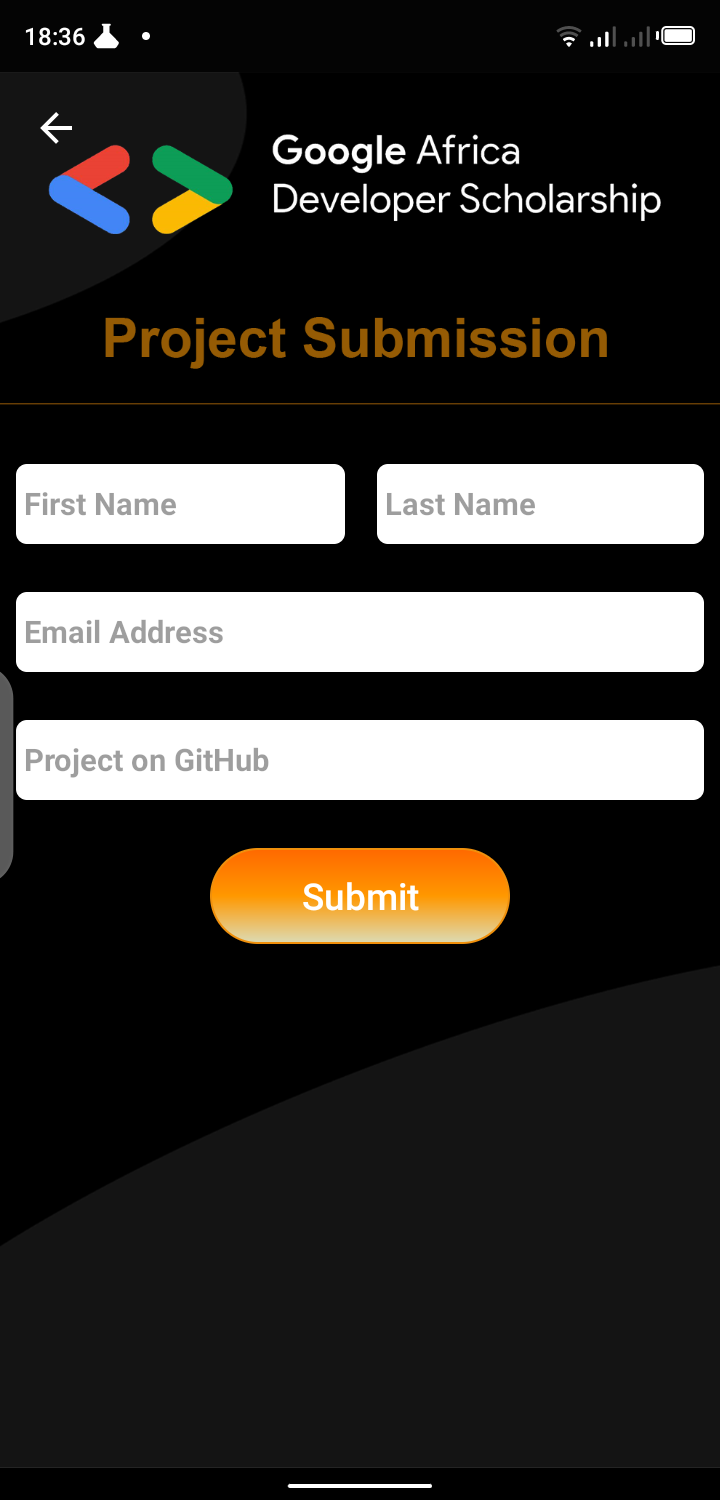 18:36
Google Africa
Developer Scholarship
Project Submission
First Name
Last Name
Email Address
Project on GitHub
Submit